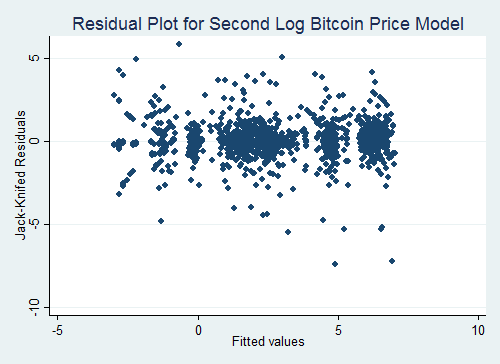 Residual Plot for Second Log Bitcoin Price Model
Jack-Knifed Residuals
5
0
-5
-10
-5
0
5
10
Fitted values